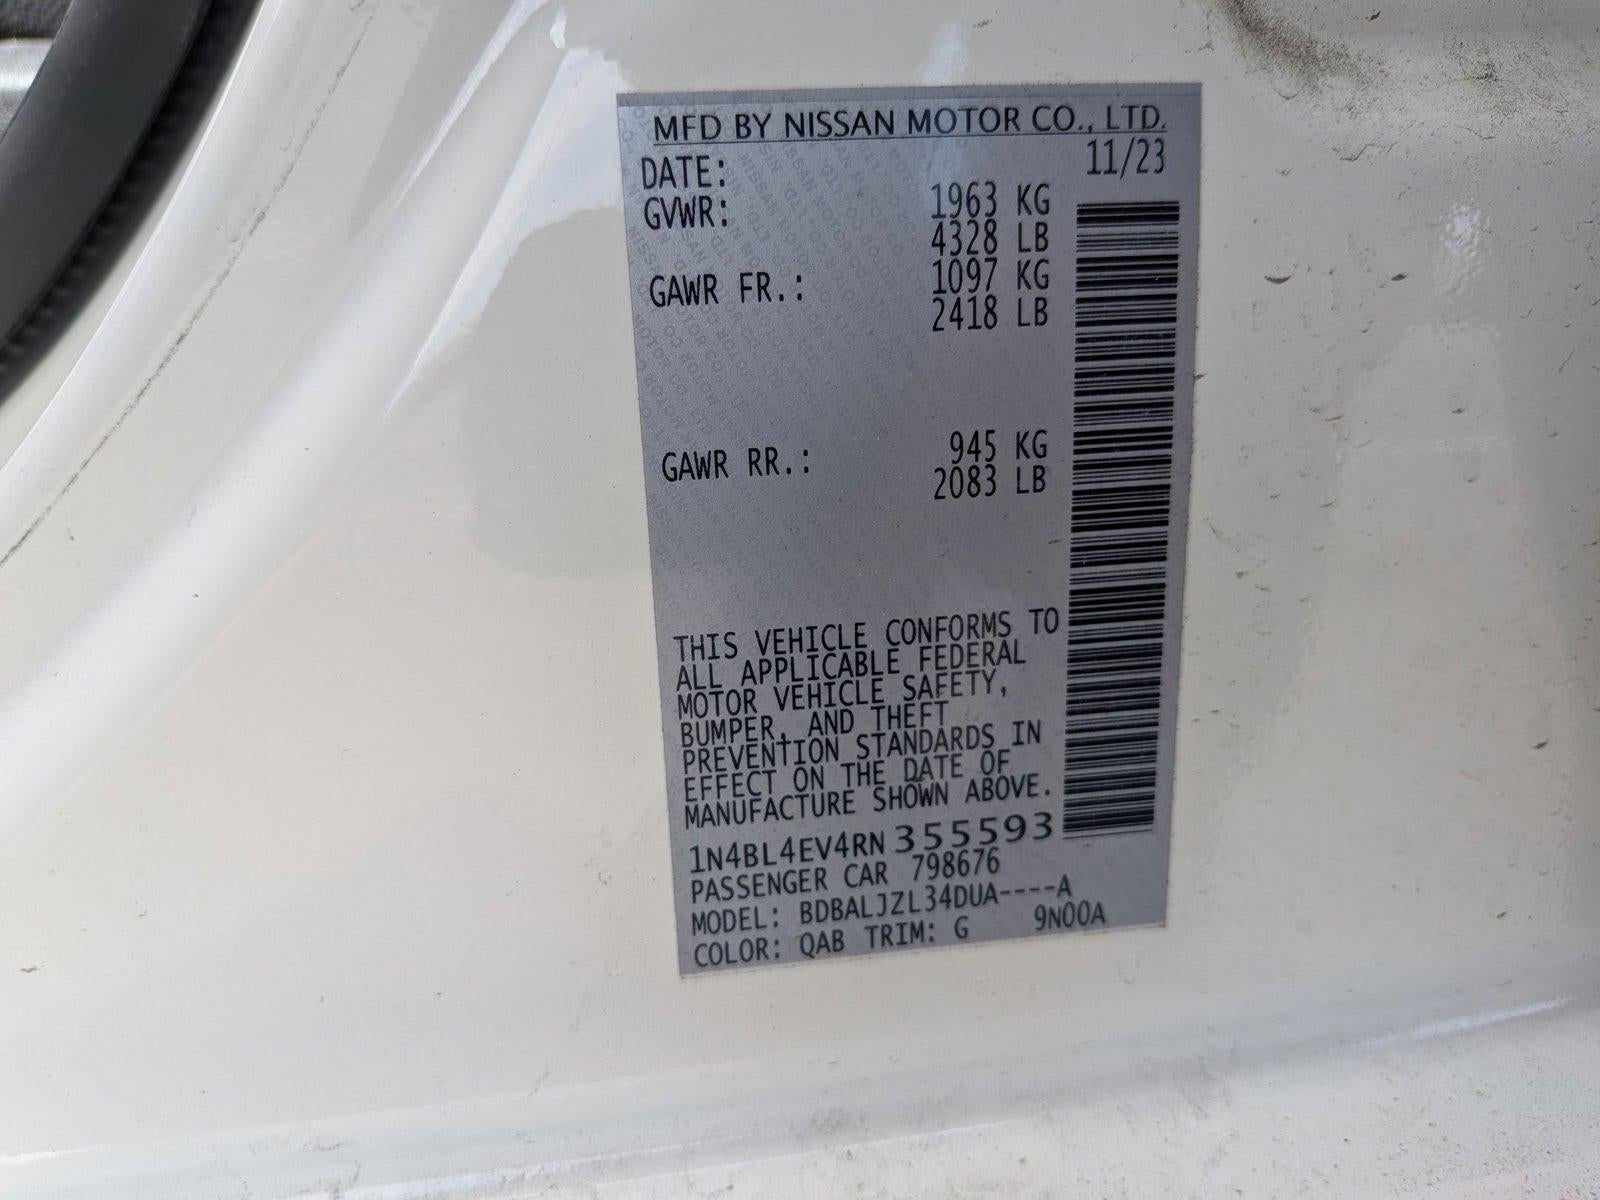 MFD BY NISSAN MOTOR CO., LTD.
DATE: 11/23
GVWR: 1963 KG
4328 LB
GAWR FR.: 1097 KG
2418 LB
GAWR RR.: 945 KG
2083 LB
THIS VEHICLE CONFORMS TO
ALL APPLICABLE FEDERAL
MOTOR VEHICLE SAFETY,
BUMPER, AND THEFT
PREVENTION STANDARDS IN
EFFECT ON THE DATE OF
MANUFACTURE SHOWN ABOVE.
1N4BL4EV4RN355593
PASSENGER CAR 798676
MODEL: BDBALJZL34DUA----A
COLOR: QAB TRIM: G 9N00A